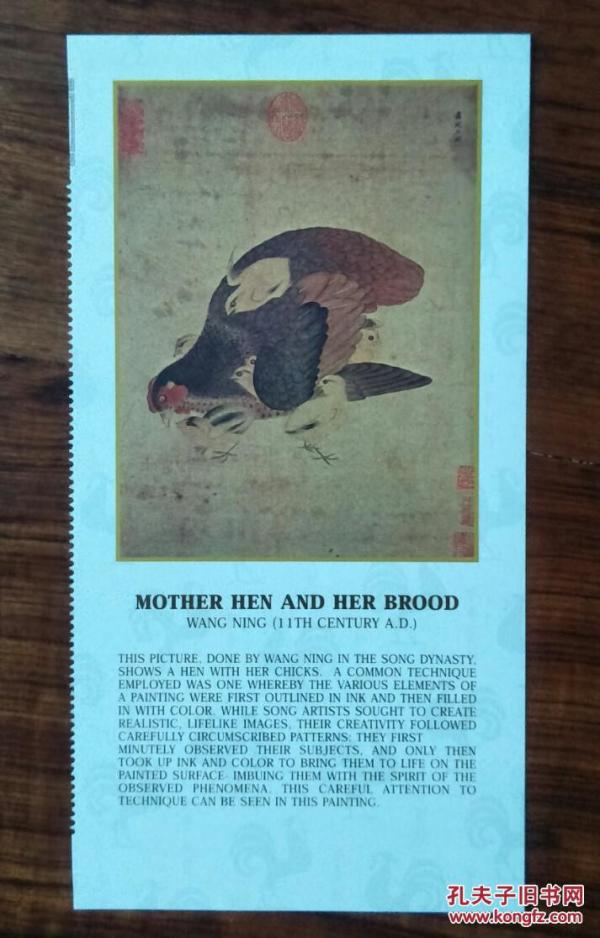 MOTHER HEN AND HER BROOD
WANG NING (11TH CENTURY A.D.)
THIS PICTURE, DONE BY WANG NING IN THE SONG DYNASTY,
SHOWS A HEN WITH HER CHICKS. A COMMON TECHNIQUE
EMPLOYED WAS ONE WHEREBY THE VARIOUS ELEMENTS OF
A PAINTING WERE FIRST OUTLINED IN INK AND THEN FILLED
IN WITH COLOR. WHILE SONG ARTISTS SOUGHT TO CREATE
REALISTIC, LIFELIKE IMAGES, THEIR CREATIVITY FOLLOWED
CAREFULLY CIRCUMSCRIBED PATTERNS: THEY FIRST
MINUTELY OBSERVED THEIR SUBJECTS, AND ONLY THEN
TOOK UP INK AND COLOR TO BRING THEM TO LIFE ON THE
PAINTED SURFACE- IMBUING THEM WITH THE SPIRIT OF THE
OBSERVED PHENOMENA. THIS CAREFUL ATTENTION TO
TECHNIQUE CAN BE SEEN IN THIS PAINTING.
孔夫子旧书网
www.kongfz.com